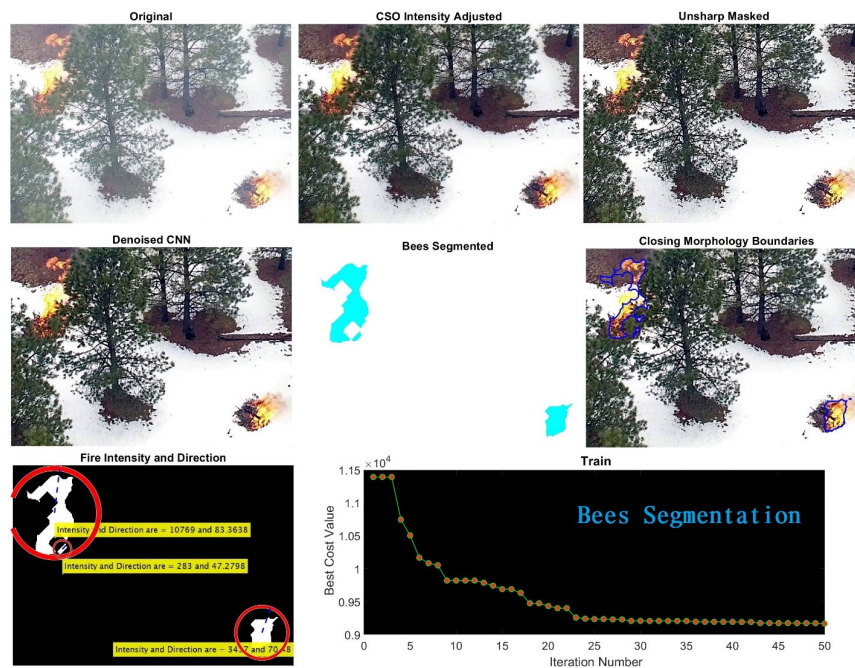 Original
CSO Intensity Adjusted
Unsharp Masked
Denoised CNN
Bees Segmented
Closing Morphology Boundaries
Fire Intensity and Direction
Intensity and Direction are = 10769 and 83.3638
Intensity and Direction are = 283 and 47.2798
Intensity and Direction are = and
Train
×10⁴
Bees Segmentation
Best Cost Value
1.15
1.1
1.05
1
0.95
0.9
0 5 10 15 20 25 30 35 40 45 50
Iteration Number